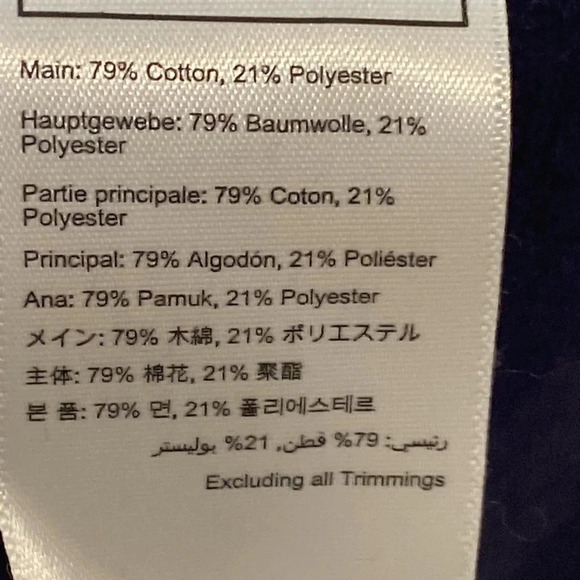 Main: 79% Cotton, 21% Polyester
Hauptgewebe: 79% Baumwolle, 21%
Polyester
Partie principale: 79% Coton, 21%
Polyester
Principal: 79% Algodón, 21% Poliéster
Ana: 79% Pamuk, 21% Polyester
メイン: 79% 木綿, 21% ポリエステル
主体: 79% 棉花, 21% 聚酯
본 품: 79% 면, 21% 폴리에스테르
رئيسي: 79% قطن, 21% بوليستر
Excluding all Trimmings